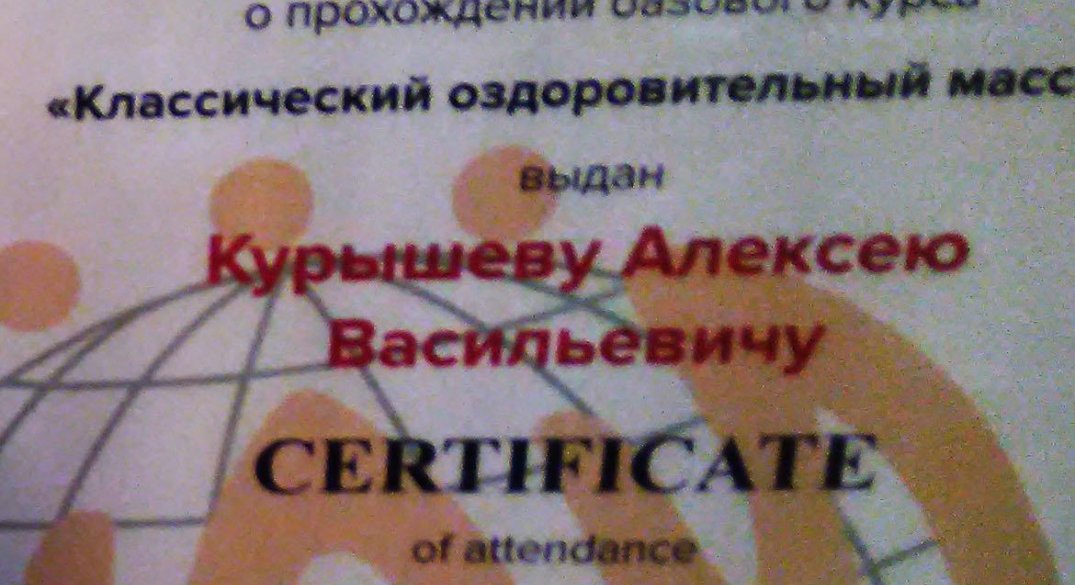 о прохождении базового курса
«Классический оздоровительный масс
выдан
Курышеву Алексею
Васильевичу
CERTIFICATE
of attendance